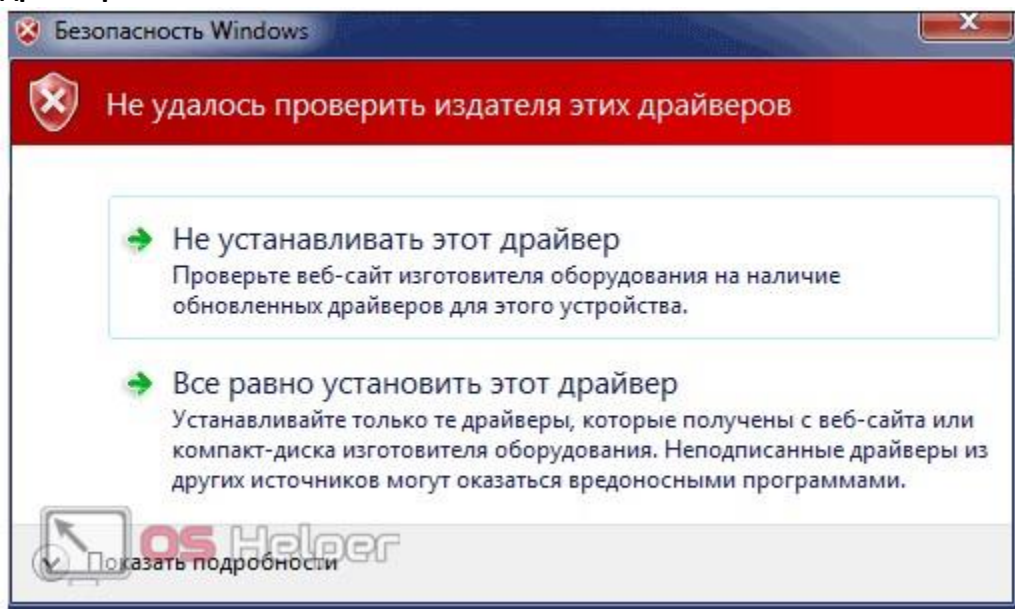 Безопасность Windows
Не удалось проверить издателя этих драйверов
Не устанавливать этот драйвер
Проверьте веб-сайт изготовителя оборудования на наличие
обновленных драйверов для этого устройства.
Все равно установить этот драйвер
Устанавливайте только те драйверы, которые получены с веб-сайта или
компакт-диска изготовителя оборудования. Неподписанные драйверы из
других источников могут оказаться вредоносными программами.
OS Helper
Показать подробности